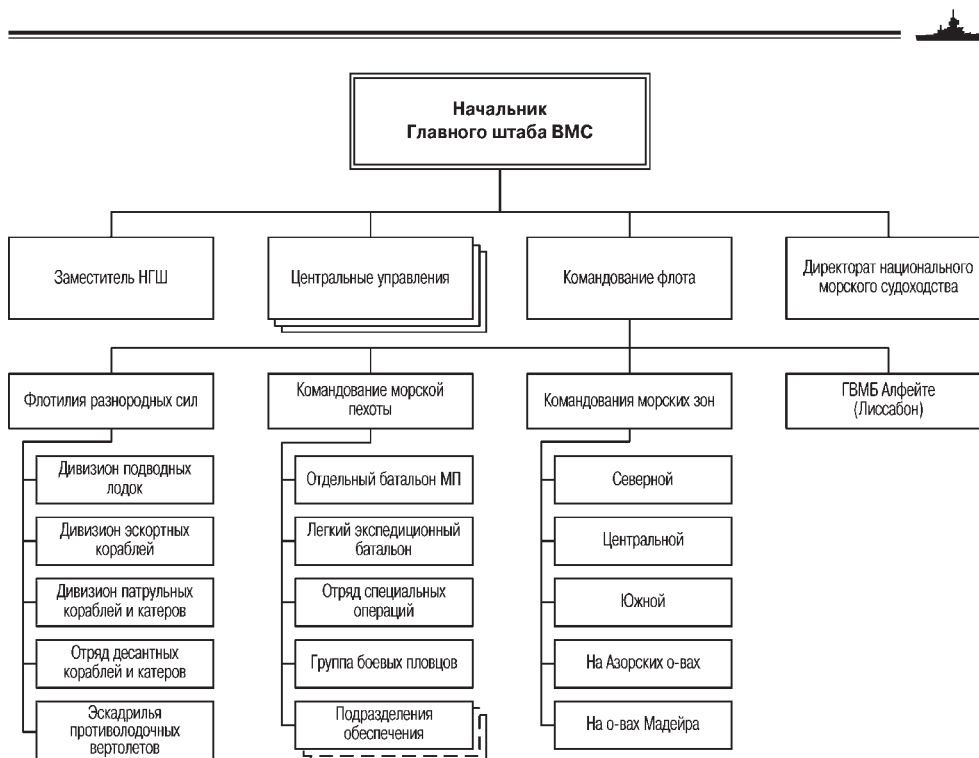 Начальник
Главного штаба ВМС
Заместитель НГШ
Центральные управления
Командование флота
Директорат национального
морского судоходства
Флотилия разнородных сил
Командование морской
пехоты
Командования морских зон
ГВМБ Алфейте
(Лиссабон)
Дивизион подводных
лодок
Дивизион эскортных
кораблей
Дивизион патрульных
кораблей и катеров
Отряд десантных
кораблей и катеров
Эскадрилья
противолодочных
вертолетов
Отдельный батальон МП
Легкий экспедиционный
батальон
Отряд специальных
операций
Группа боевых пловцов
Подразделения
обеспечения
Северной
Центральной
Южной
На Азорских о-вах
На о-вах Мадейра